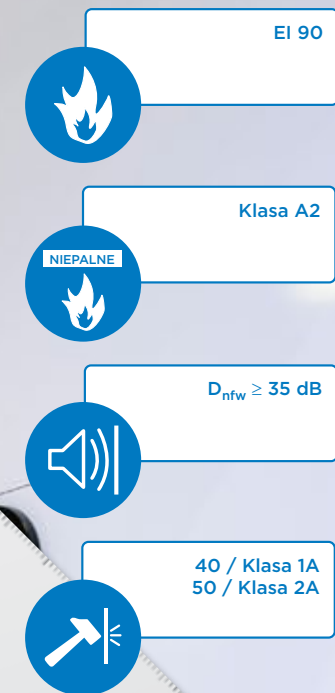 EI 90
Klasa A2
NIEPALNE
Dnfw ≥ 35 dB
40 / Klasa 1A
50 / Klasa 2A